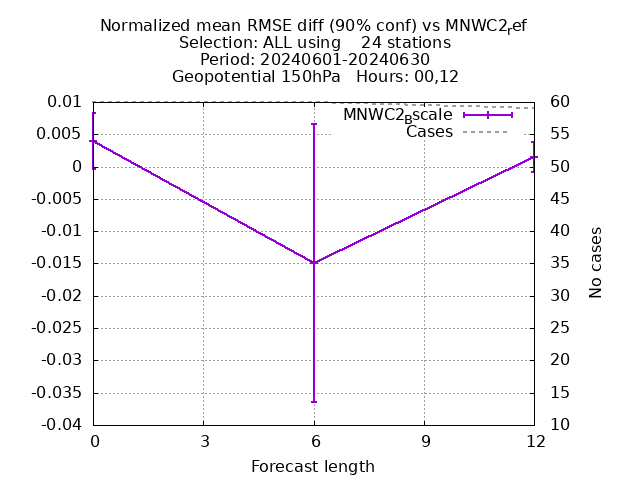 Normalized mean RMSE diff (90% conf) vs MNWC2ref
Selection: ALL using    24 stations
Period: 20240601-20240630
Geopotential 150hPa   Hours: 00,12
MNWC2Bscale
Cases
0.01
0.005
0
-0.005
-0.01
-0.015
-0.02
-0.025
-0.03
-0.035
-0.04
60
55
50
45
40
35
30
25
20
15
10
No cases
0 3 6 9 12
Forecast length